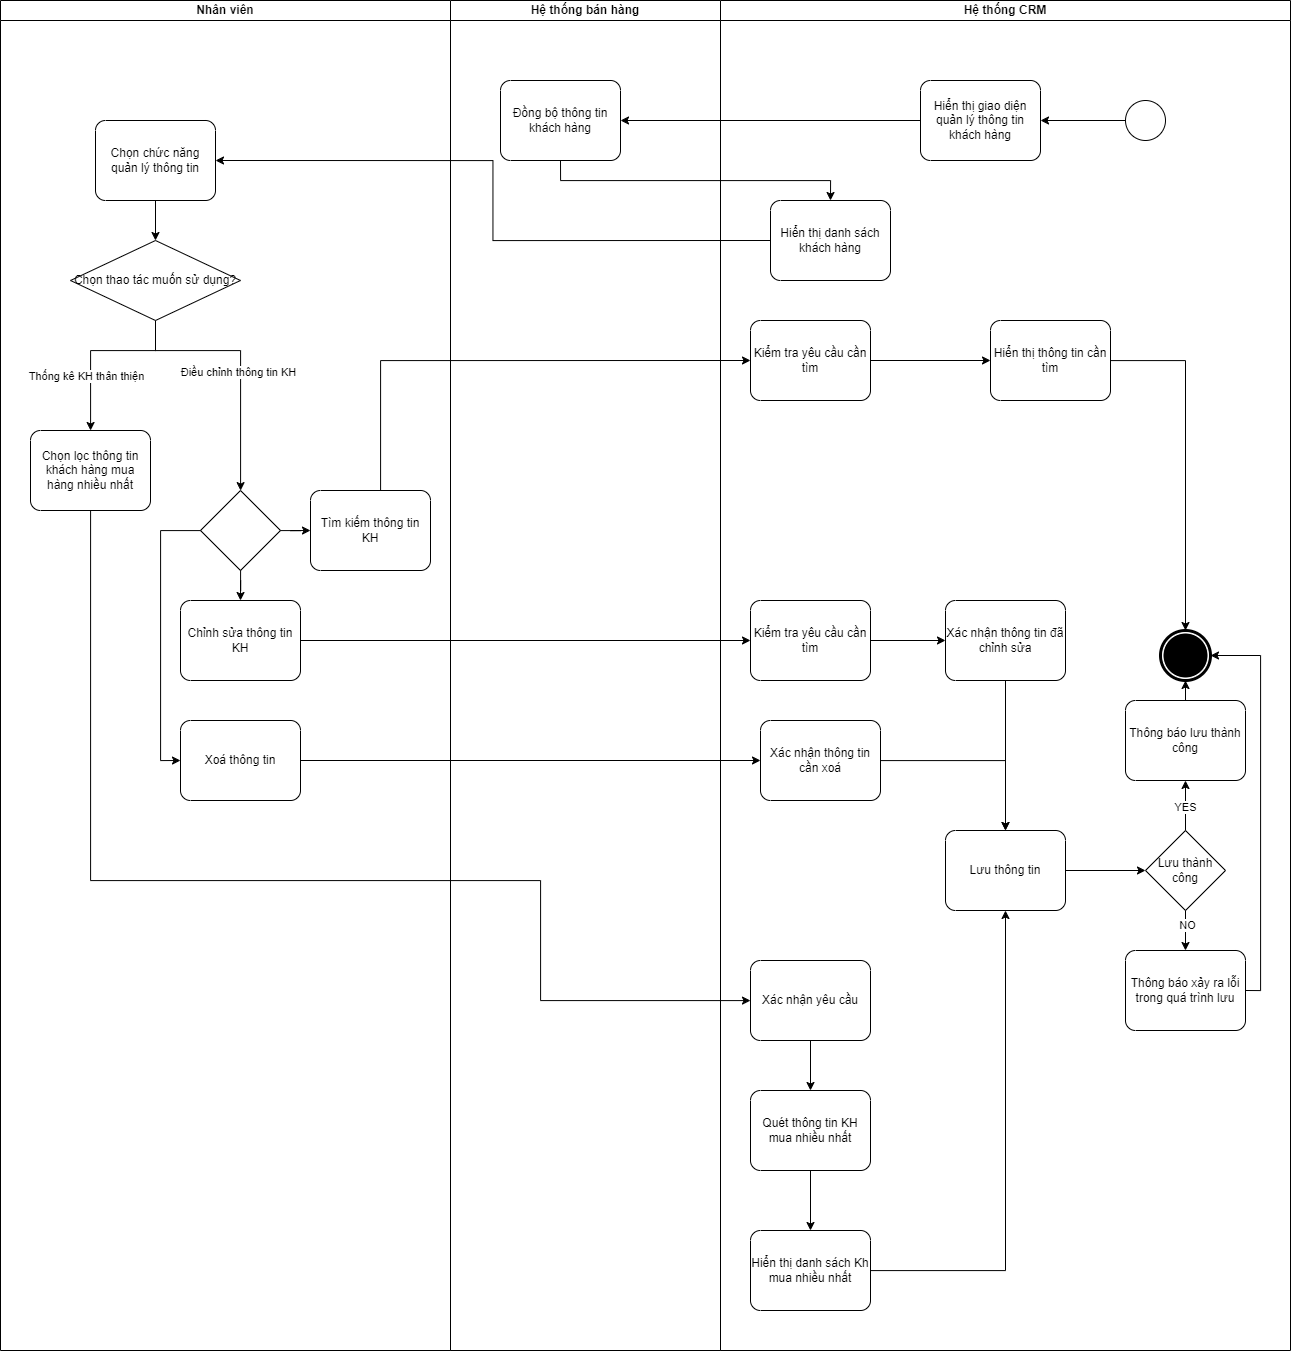 Nhân viên
Hệ thống bán hàng
Hệ thống CRM
Đồng bộ thông tin
khách hàng
Hiển thị giao diện
quản lý thông tin
khách hàng
Chọn chức năng
quản lý thông tin
Hiển thị danh sách
khách hàng
Chọn thao tác muốn sử dụng?
Thống kê KH thân thiện
Điều chỉnh thông tin KH
Kiểm tra yêu cầu cần
tìm
Hiển thị thông tin cần
tìm
Chọn lọc thông tin
khách hàng mua
hàng nhiều nhất
Tìm kiếm thông tin
KH
Chỉnh sửa thông tin
KH
Kiểm tra yêu cầu cần
tìm
Xác nhận thông tin đã
chỉnh sửa
Xoá thông tin
Xác nhận thông tin
cần xoá
Thông báo lưu thành
công
YES
Lưu thông tin
Lưu thành
công
NO
Thông báo xảy ra lỗi
trong quá trình lưu
Xác nhận yêu cầu
Quét thông tin KH
mua nhiều nhất
Hiển thị danh sách Kh
mua nhiều nhất